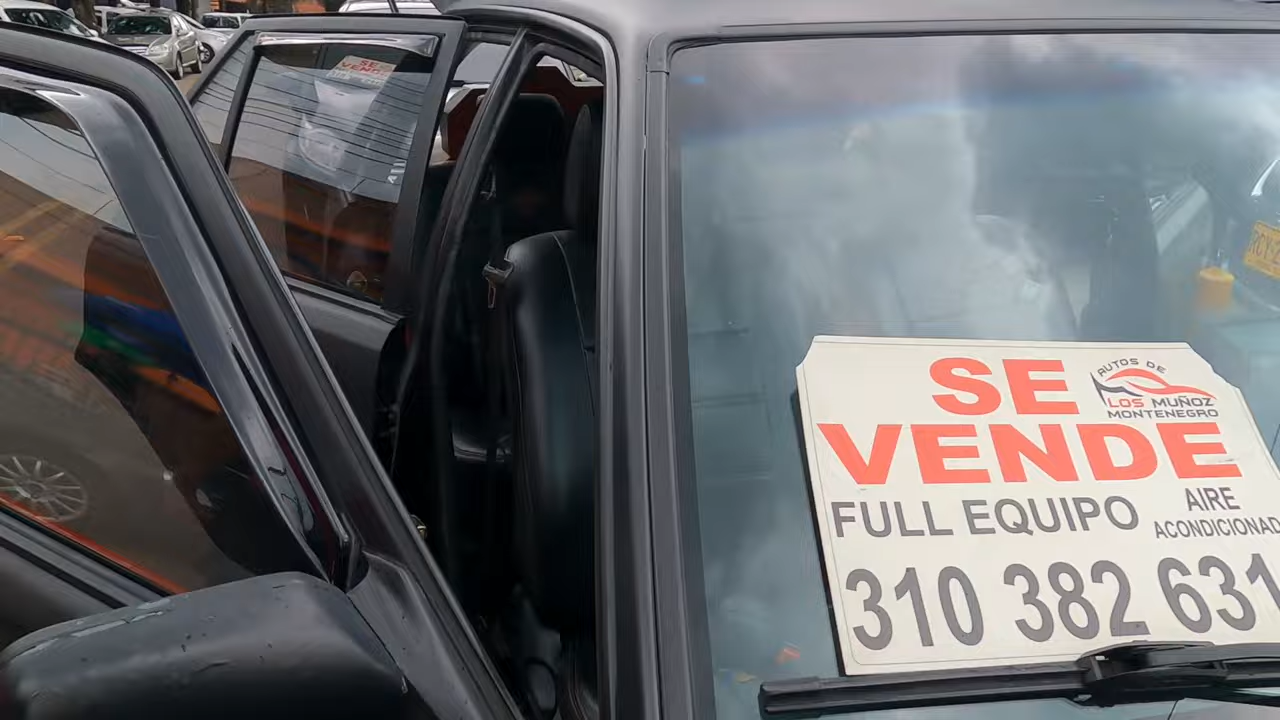 SE
VENDE
AUTOS DE
LOS MUÑOZ
MONTENEGRO
SE
VENDE
FULL EQUIPO
AIRE
ACONDICIONAD
310 382 631